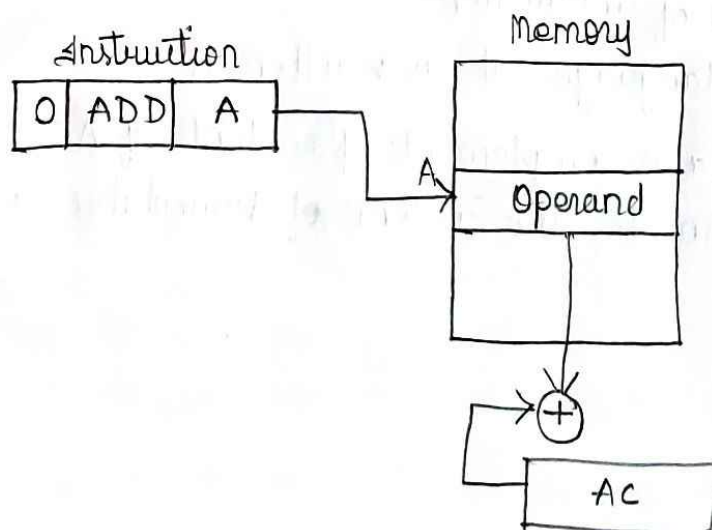 Instruction
Memory
0 ADD A
A
Operand
+
AC